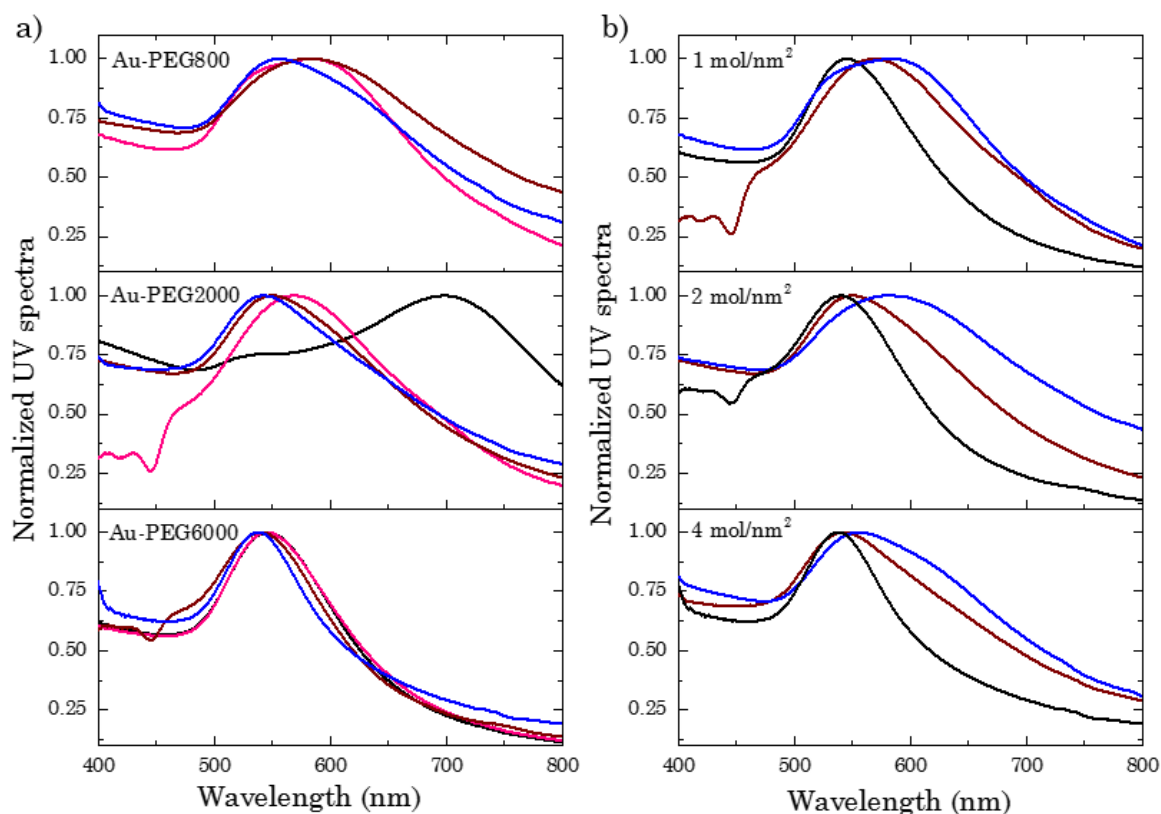 a)
Au-PEG800
1.00
0.75
0.50
0.25
Au-PEG2000
1.00
0.75
0.50
0.25
Au-PEG6000
1.00
0.75
0.50
0.25
400 500 600 700 800
Wavelength (nm)
Normalized UV spectra
b)
1 mol/nm²
1.00
0.75
0.50
0.25
2 mol/nm²
1.00
0.75
0.50
0.25
4 mol/nm²
1.00
0.75
0.50
0.25
400 500 600 700 800
Wavelength (nm)
Normalized UV spectra